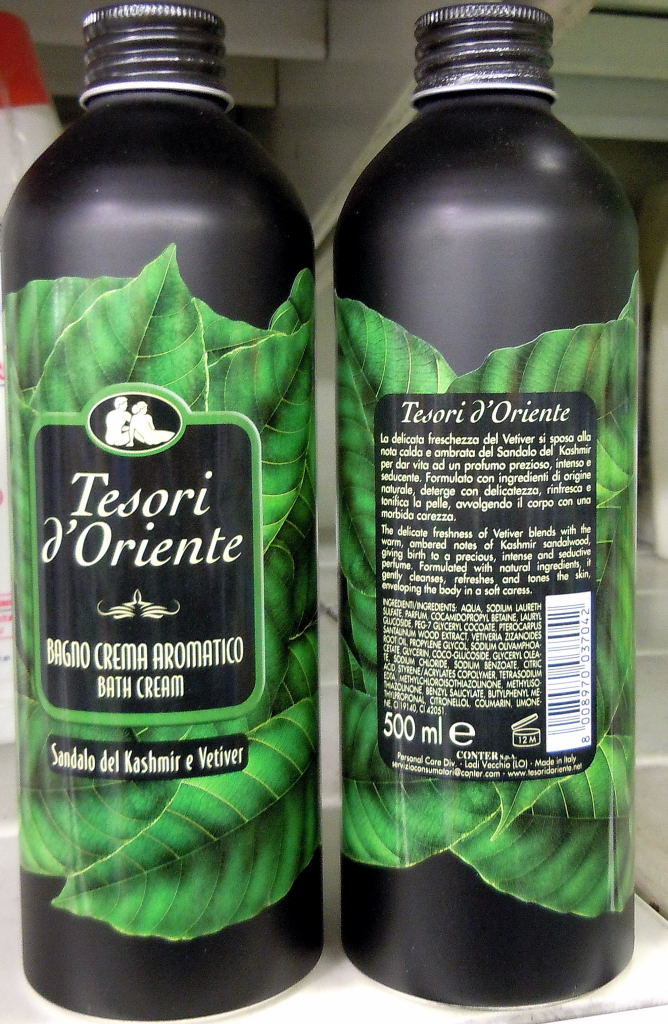 Tesori
d'Oriente
BAGNO CREMA AROMATICO
BATH CREAM
Sandalo del Kashmir e Vetiver
Tesori d'Oriente
La delicata freschezza del Vetiver si sposa alla
nota calda e ambrata del Sandalo del Kashmir
per dar vita ad un profumo prezioso, intenso e
seducente. Formulato con ingredienti di origine
naturale, deterge con delicatezza, rinfresca e
tonifica la pelle, avvolgendo il corpo con una
morbida carezza.
The delicate freshness of Vetiver blends with the
warm, ambered notes of Kashmir sandalwood,
giving birth to a precious, intense and seductive
perfume. Formulated with natural ingredients, it
gently cleanses, refreshes and tones the skin,
enveloping the body in a soft caress.
INGREDIENTI/INGREDIENTS: AQUA, SODIUM LAURETH
SULFATE, PARFUM, COCAMIDOPROPYL BETAINE, LAURYL
GLUCOSIDE, PEG-7 GLYCERYL COCOATE, PTEROCARPUS
SANTALINUM WOOD EXTRACT, VETIVERIA ZIZANOIDES
ROOT OIL, PROPYLENE GLYCOL, SODIUM OLIVAMPHOA
CETATE, GLYCERIN, COCO-GLUCOSIDE, GLYCERYL OLEA-
TE, SODIUM CHLORIDE, SODIUM BENZOATE, CITRIC
ACID, STYRENE/ACRYLATES COPOLYMER, TETRASODIUM
EDTA, METHYLCHLOROISOTHIAZOLINONE, METHYLISO-
THIAZOLINONE, BENZYL SALICYLATE, BUTYLPHENYL ME-
THYLPROPIONAL, CITRONELLOL, COUMARIN, LIMONE-
NE, CI 19140, CI 42051.
500 ml e
12 M
8 008970 037042
CONTER S.p.A.
Personal Care Div. - Lodi Vecchio (LO) - Made in Italy
servizioconsumatori@conter.com - www.tesoridoriente.net